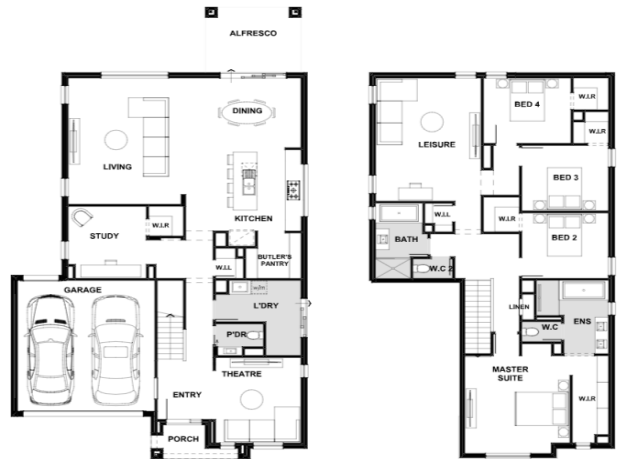 ALFRESCO
DINING
LIVING
KITCHEN
STUDY
W.I.R
W.I.L
BUTLER'S
PANTRY
GARAGE
L'DRY
P'DR
THEATRE
ENTRY
PORCH
BED 4
W.I.R
W.I.R
LEISURE
BED 3
W.I.L
W.I.R
BATH
BED 2
W.C 2
LINEN
ENS
W.C
MASTER
SUITE
W.I.R